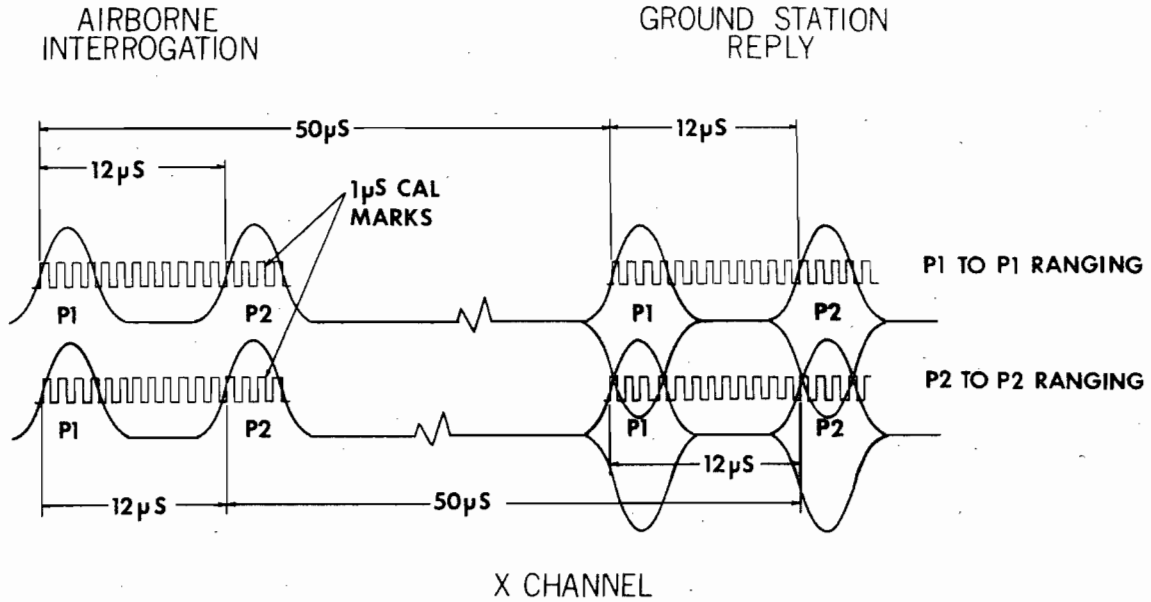 AIRBORNE
INTERROGATION
GROUND STATION
REPLY
50µS
12µS
12µS
1µS CAL
MARKS
P1
P2
P1
P2
P1 TO P1 RANGING
P1
P2
P1
P2
P2 TO P2 RANGING
12µS
12µS
50µS
X CHANNEL